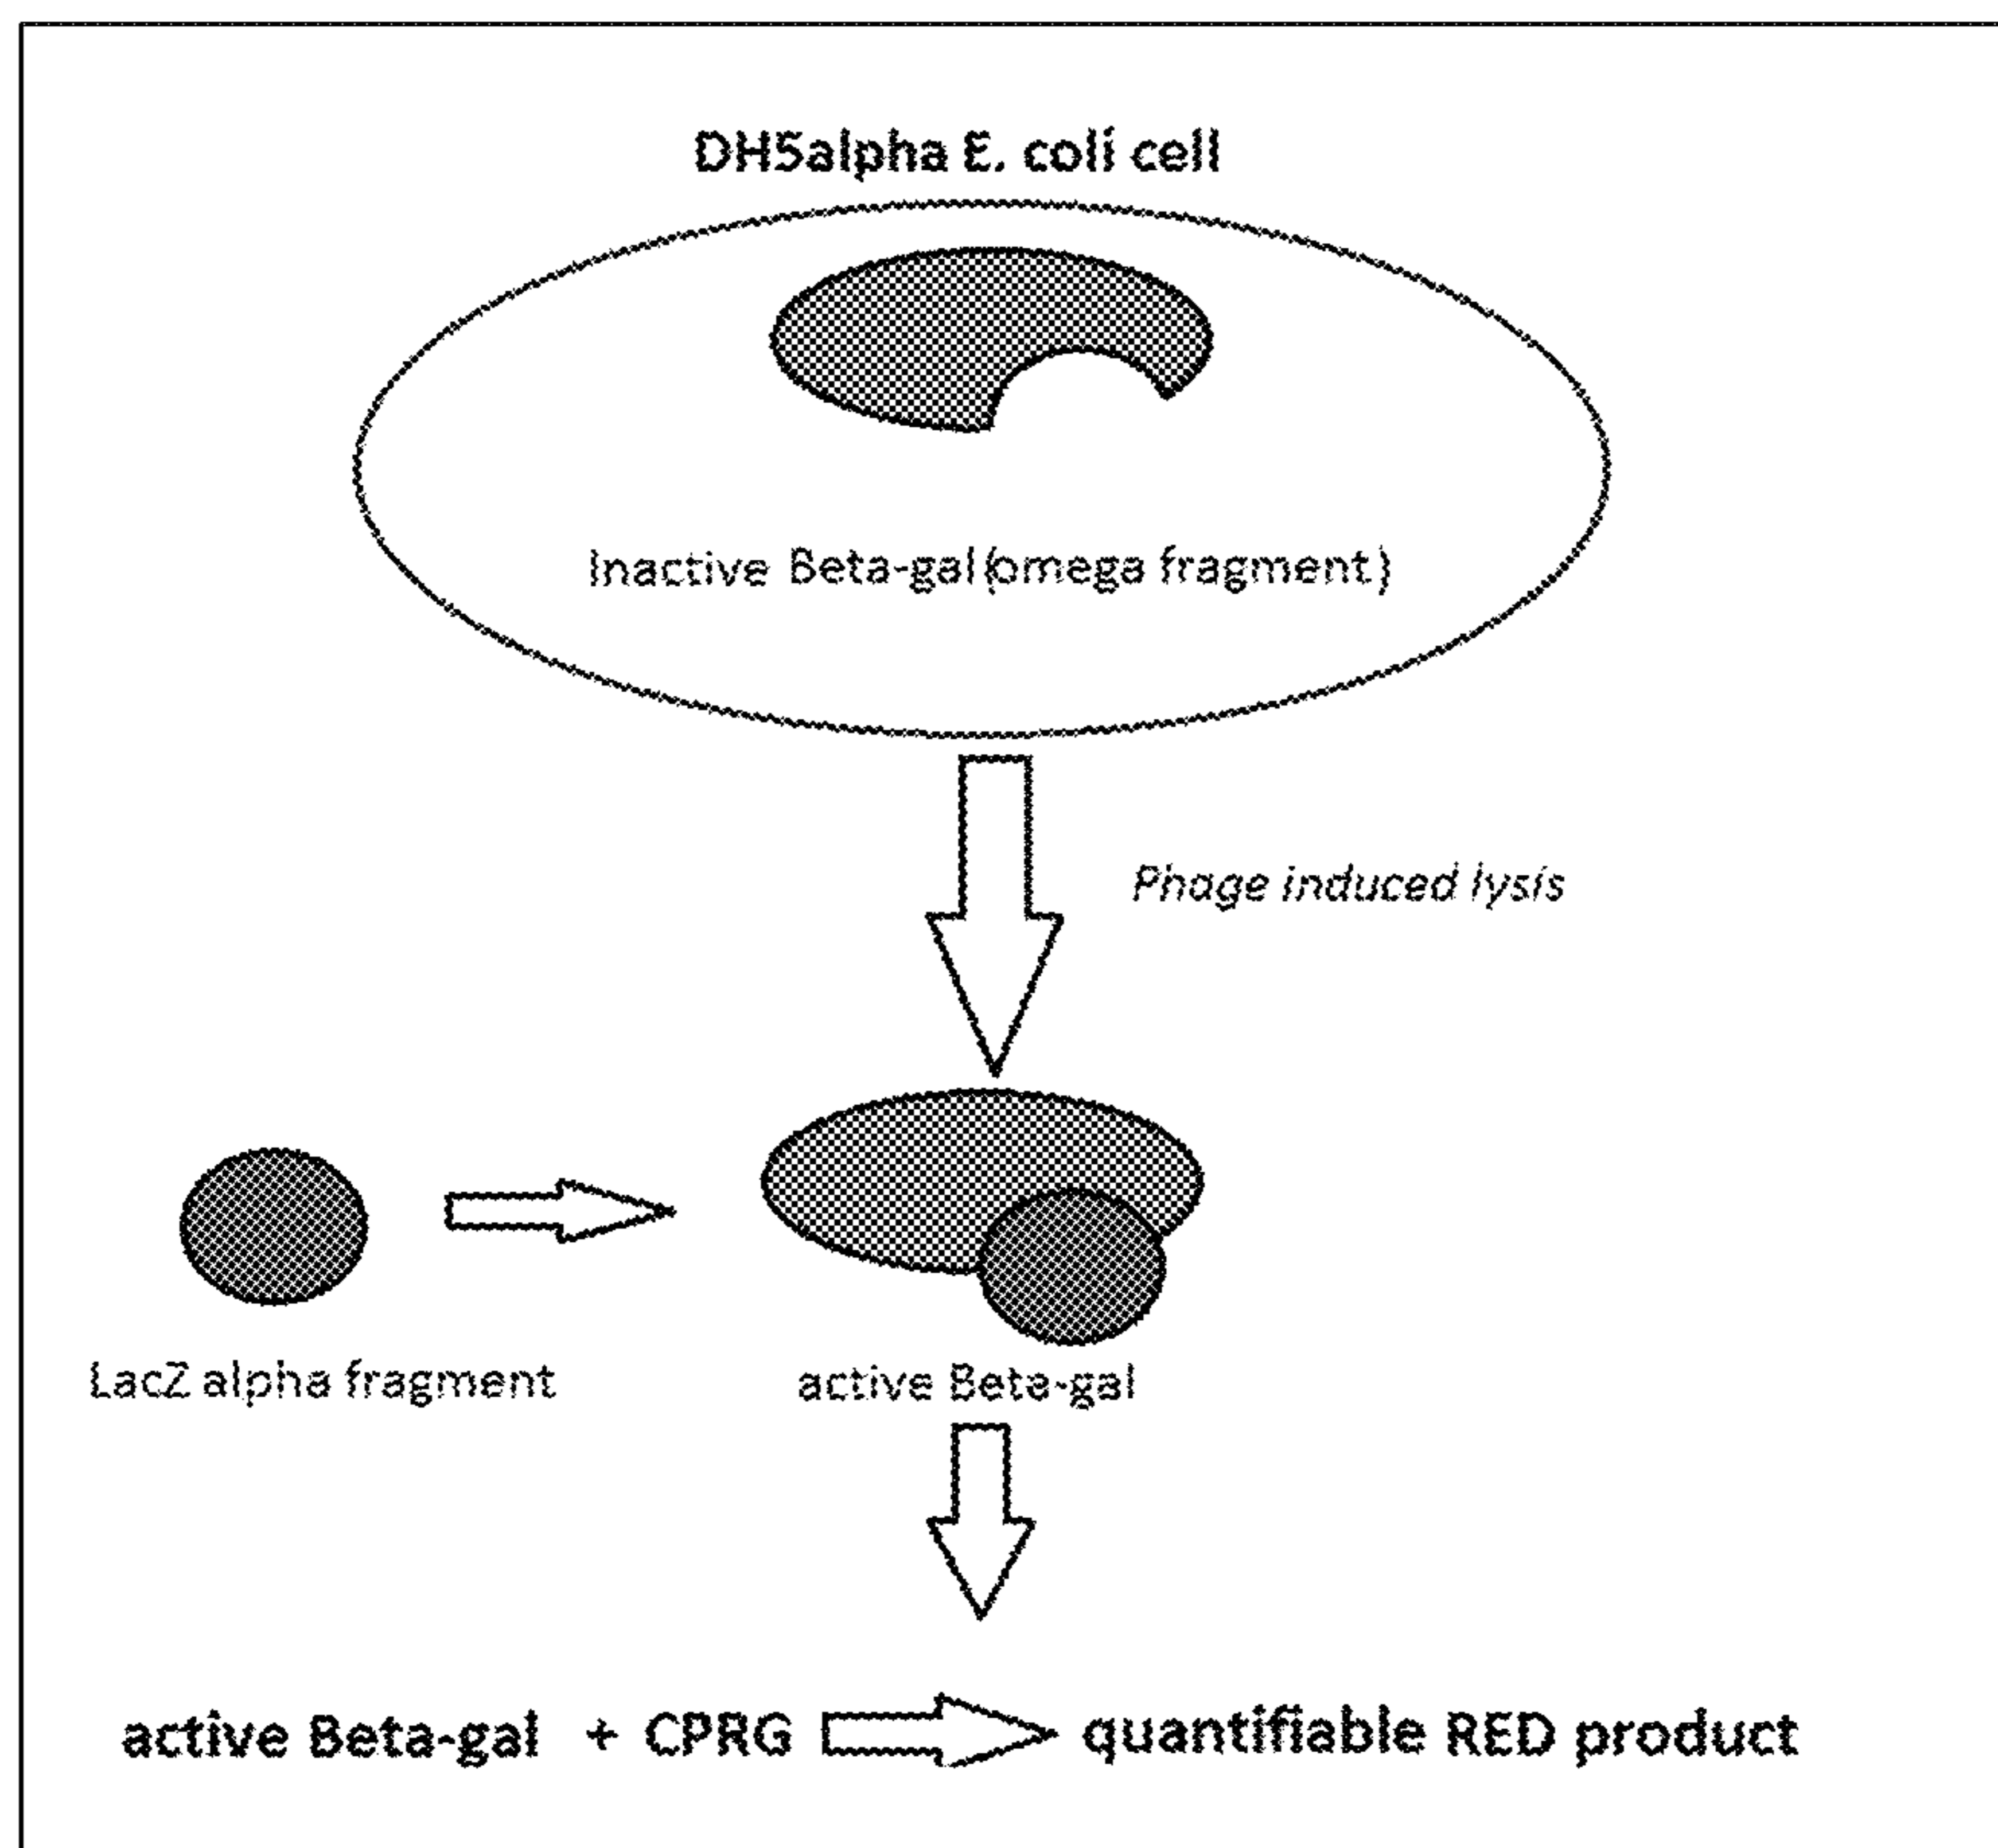 DH5alpha E. coli cell
Inactive Beta-gal (omega fragment)
Phage induced lysis
LacZ alpha fragment
active Beta-gal
active Beta-gal + CPRG quantifiable RED product